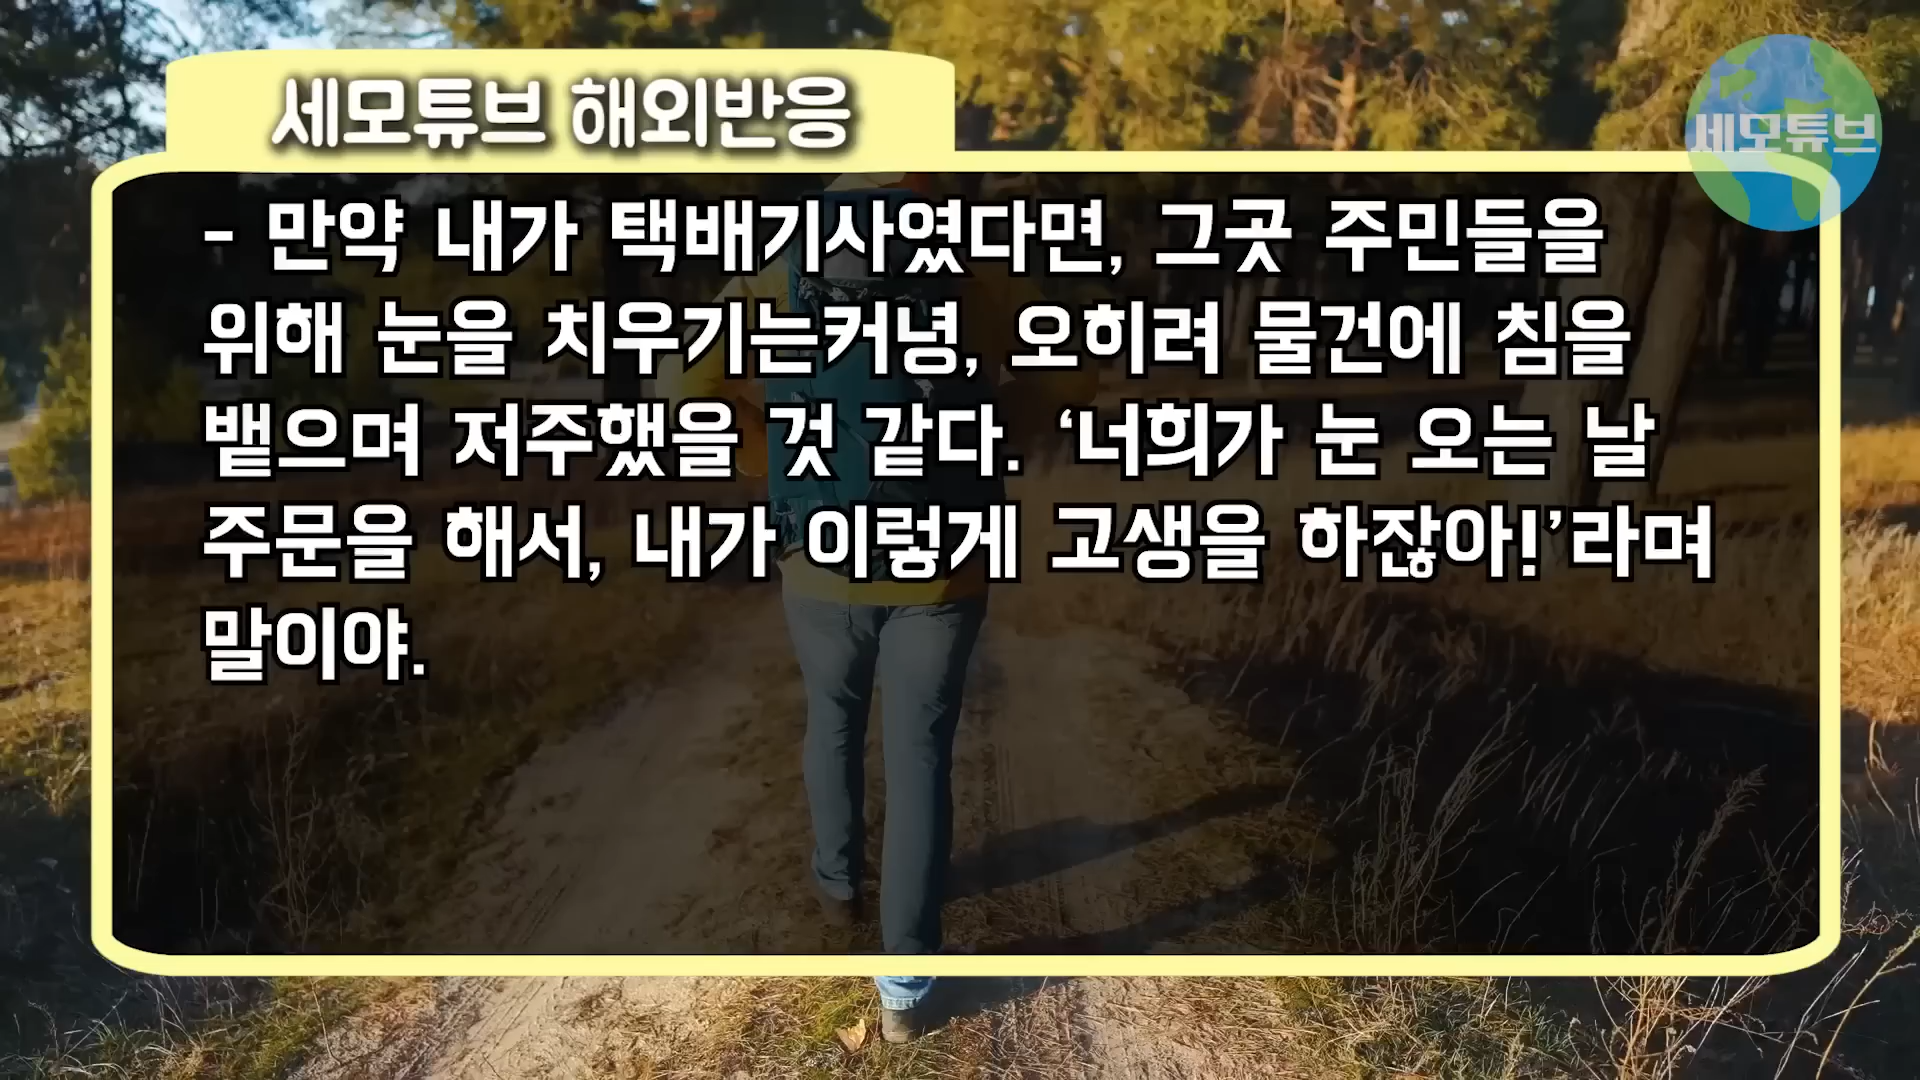 세모튜브 해외반응
세모튜브
- 만약 내가 택배기사였다면, 그곳 주민들을
위해 눈을 치우기는커녕, 오히려 물건에 침을
뱉으며 저주했을 것 같다. ‘너희가 눈 오는 날
주문을 해서, 내가 이렇게 고생을 하잖아!’라며
말이야.